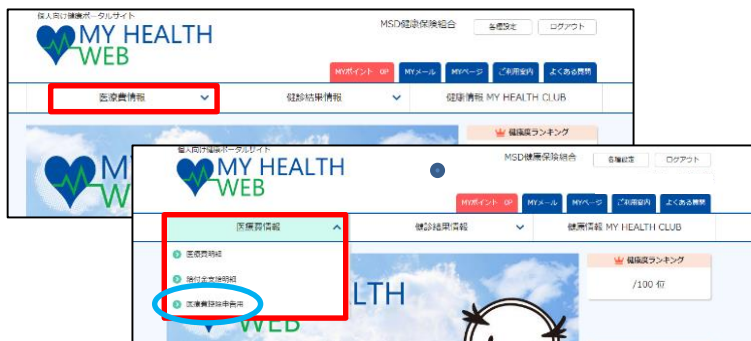 個人向け健康ポータルサイト
MY HEALTH
WEB
MSD健康保険組合
各種設定
ログアウト
MYポイント 0P
MYメール
MYページ
ご利用案内
よくある質問
医療費情報
健診結果情報
健康情報 MY HEALTH CLUB
健康度ランキング
M
W
個人向け健康ポータルサイト
MY HEALTH
WEB
MSD健康保険組合
各種設定
ログアウト
MYポイント 0P
MYメール
MYページ
ご利用案内
よくある質問
医療費情報
健診結果情報
健康情報 MY HEALTH CLUB
医療費明細
給付金支給明細
医療費控除申告用
健康度ランキング
/100 位
LTH
WEB